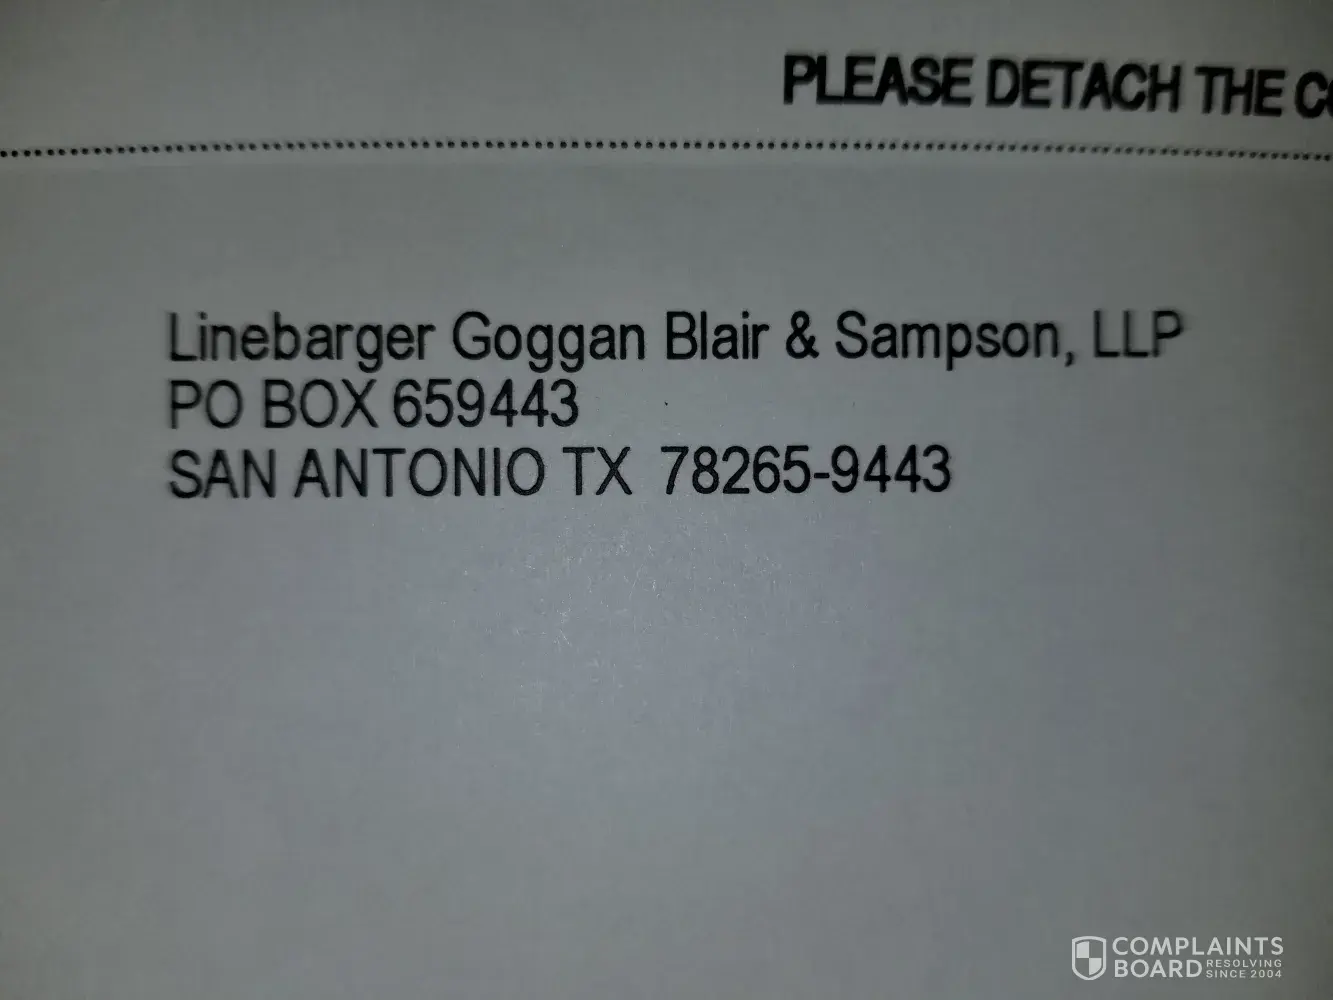 PLEASE DETACH THE
Linebarger Goggan Blair & Sampson, LLP
PO BOX 659443
SAN ANTONIO TX 78265-9443
COMPLAINTS
BOARD RESOLVING
SINCE 2004